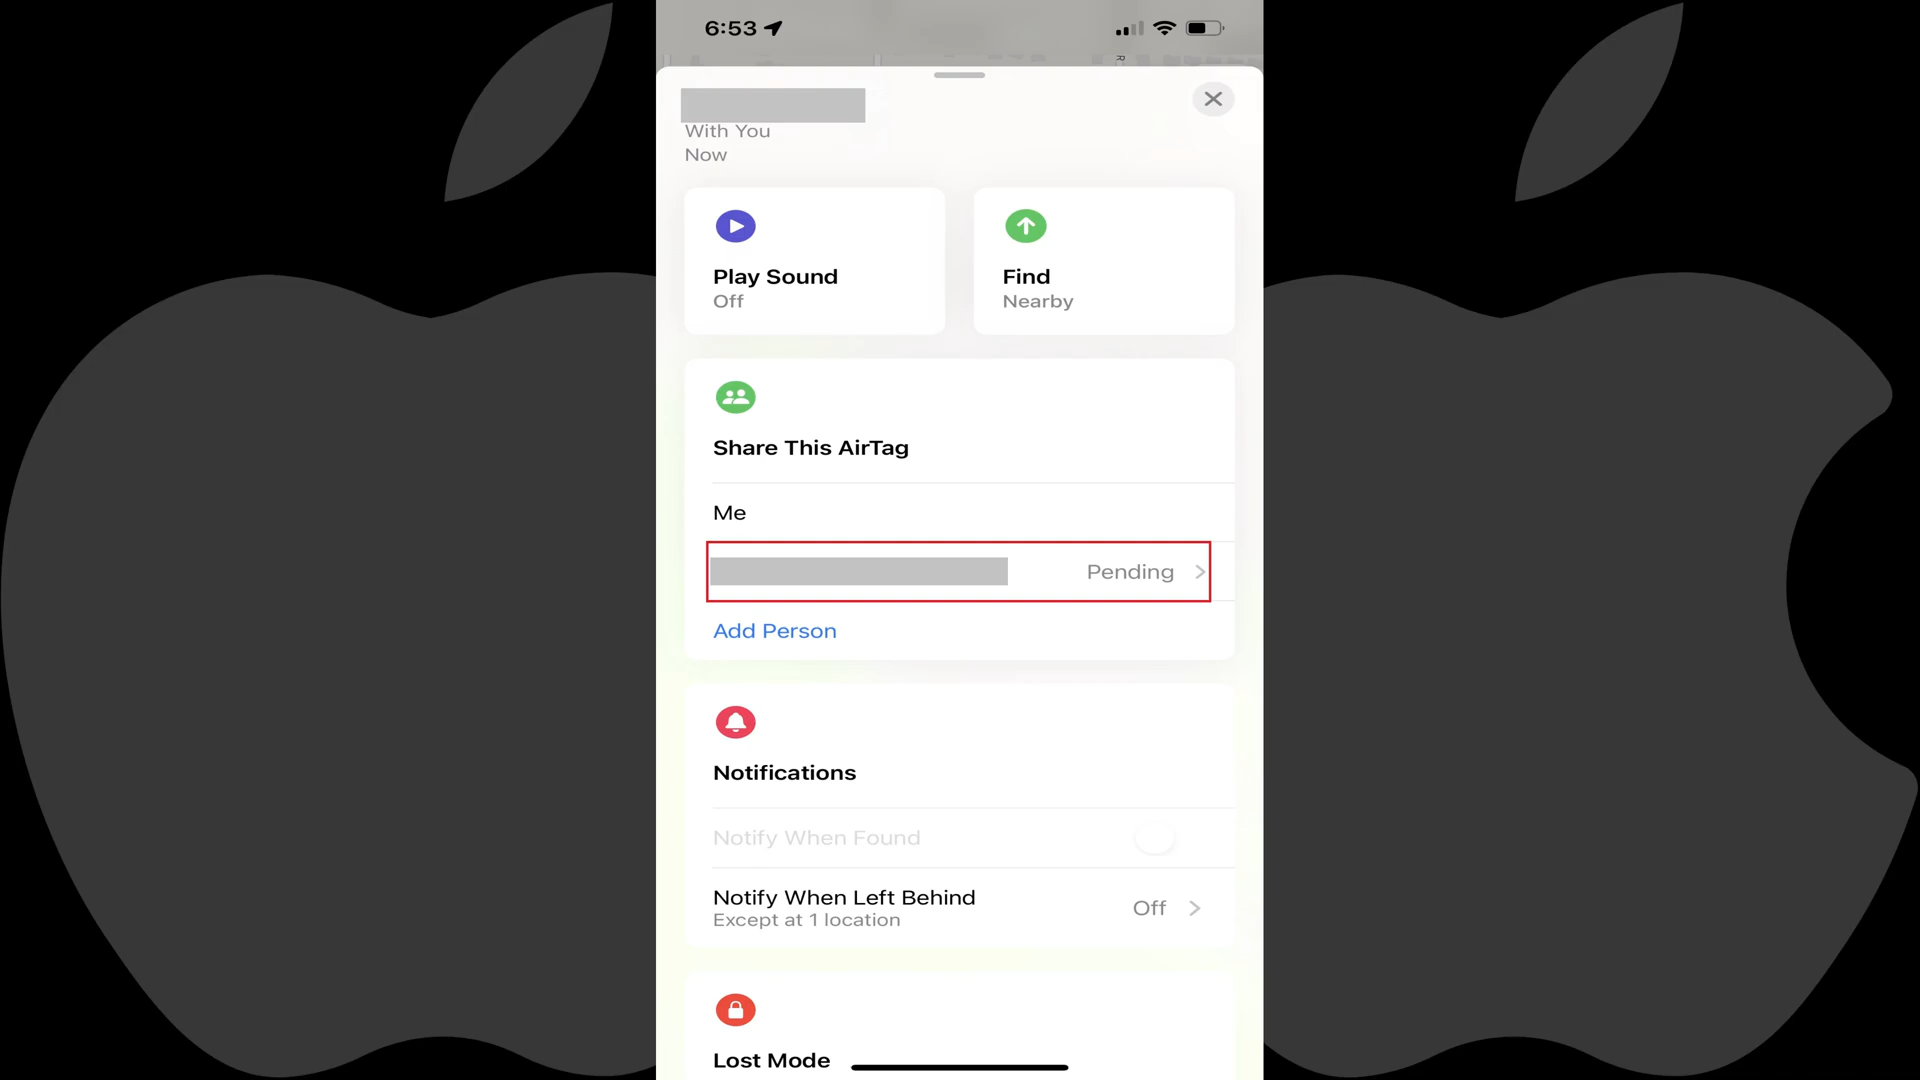 6:53
With You
Now
Play Sound
Off
Find
Nearby
Share This AirTag
Me
Pending
Add Person
Notifications
Notify When Found
Notify When Left Behind
Except at 1 location
Off
Lost Mode